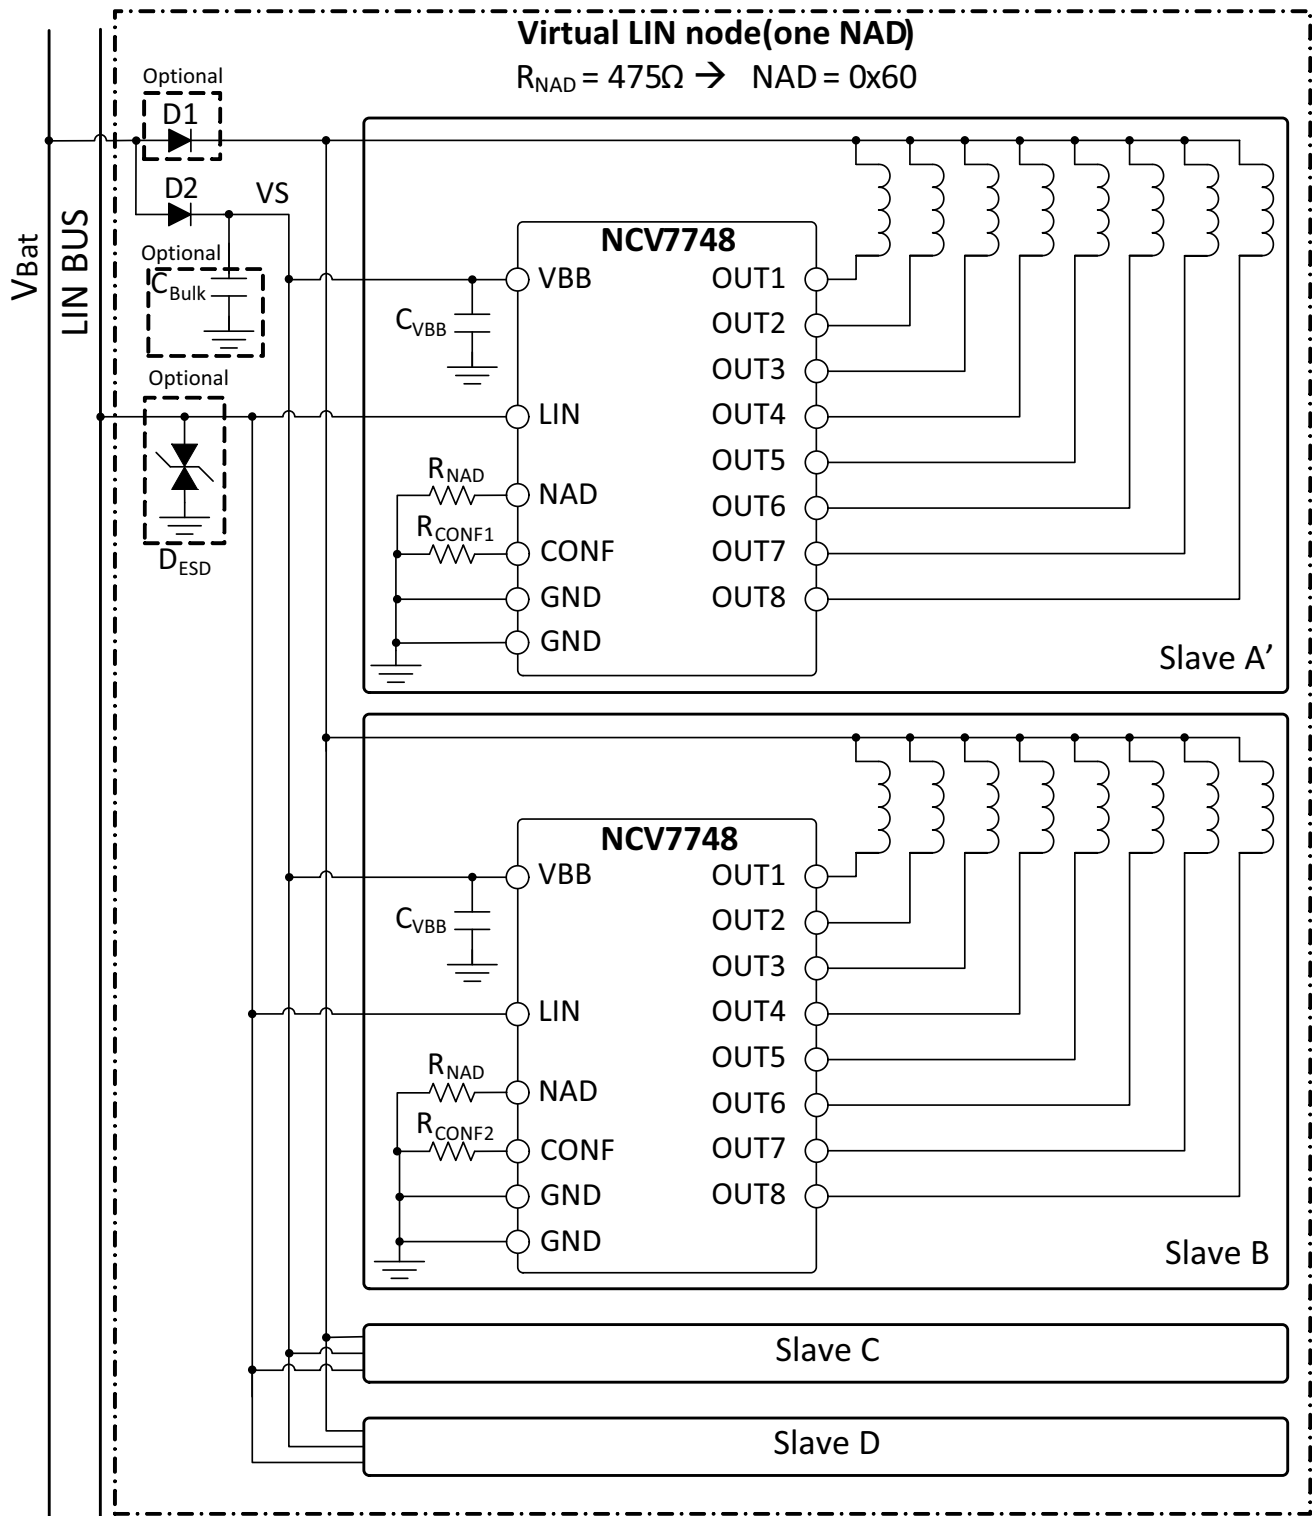 Virtual LIN node(one NAD)
R_NAD = 475Ω → NAD = 0x60
VBat
LIN BUS
Optional
D1
D2
VS
Optional
C_Bulk
Optional
D_ESD
NCV7748
VBB
C_VBB
LIN
R_NAD
NAD
R_CONF1
CONF
GND
GND
OUT1
OUT2
OUT3
OUT4
OUT5
OUT6
OUT7
OUT8
Slave A’
NCV7748
VBB
C_VBB
LIN
R_NAD
NAD
R_CONF2
CONF
GND
GND
OUT1
OUT2
OUT3
OUT4
OUT5
OUT6
OUT7
OUT8
Slave B
Slave C
Slave D